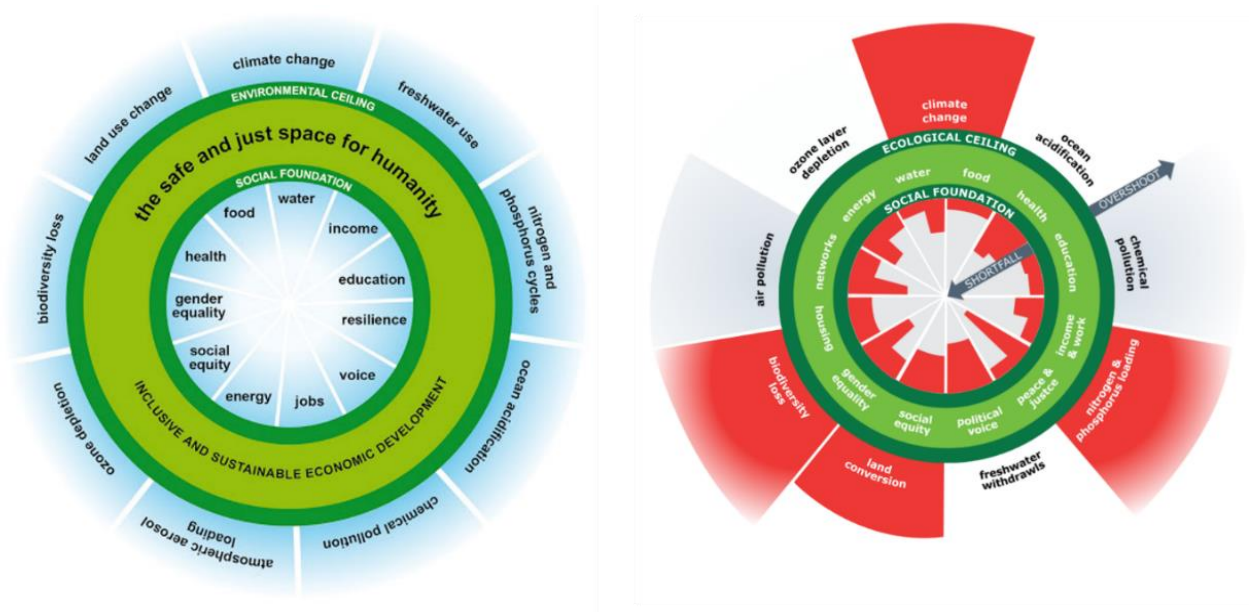 climate change
freshwater use
nitrogen and
phosphorus cycles
ocean acidification
chemical pollution
atmospheric aerosol
loading
ozone depletion
biodiversity loss
land use change
ENVIRONMENTAL CEILING
the safe and just space for humanity
SOCIAL FOUNDATION
water
income
education
resilience
voice
jobs
energy
social
equity
gender
equality
health
food
INCLUSIVE AND SUSTAINABLE ECONOMIC DEVELOPMENT
climate
change
ocean
acidification
chemical
pollution
nitrogen &
phosphorus loading
freshwater
withdrawls
land
conversion
biodiversity
loss
air pollution
ozone layer
depletion
OVERSHOOT
ECOLOGICAL CEILING
water
food
health
education
income
& work
peace &
justce
political
voice
social
equity
gender
equality
housing
networks
energy
SOCIAL FOUNDATION
SHORTFALL